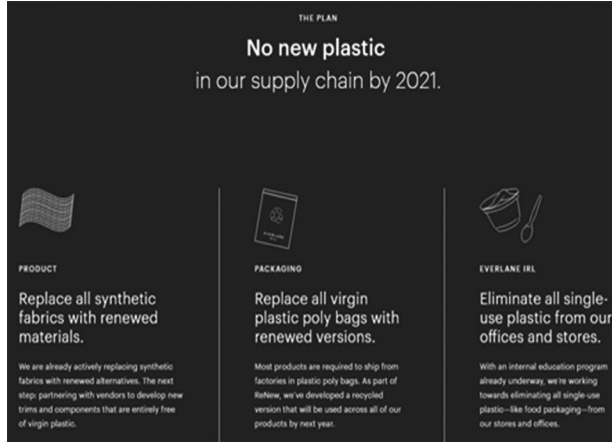 THE PLAN
No new plastic
in our supply chain by 2021.
PRODUCT
Replace all synthetic
fabrics with renewed
materials.
We are already actively replacing synthetic
fabrics with renewed alternatives. The next
step: partnering with vendors to develop new
trims and components that are entirely free
of virgin plastic.
EVERLANE
PACKAGING
Replace all virgin
plastic poly bags with
renewed versions.
Most products are required to ship from
factories in plastic poly bags. As part of
ReNew, we've developed a recycled
version that will be used across all of our
products by next year.
EVERLANE IRL
Eliminate all single-
use plastic from our
offices and stores.
With an internal education program
already underway, we're working
towards eliminating all single-use
plastic—like food packaging—from
our stores and offices.